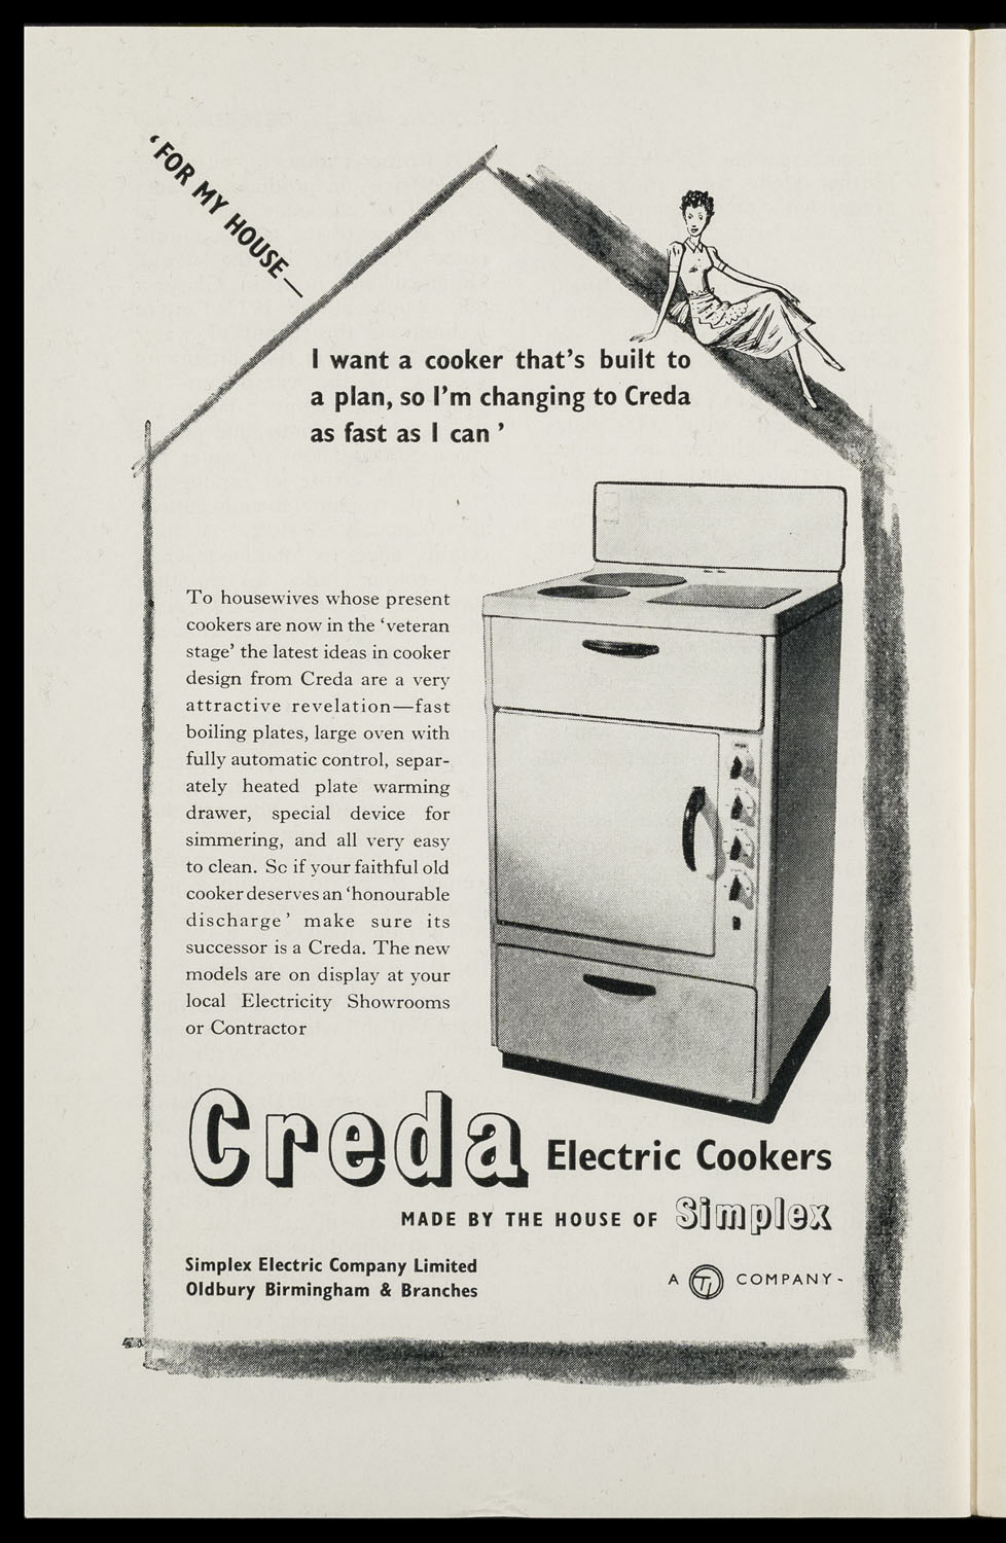 ‘FOR MY HOUSE—
I want a cooker that’s built to
a plan, so I’m changing to Creda
as fast as I can’
To housewives whose present
cookers are now in the ‘veteran
stage’ the latest ideas in cooker
design from Creda are a very
attractive revelation—fast
boiling plates, large oven with
fully automatic control, separ-
ately heated plate warming
drawer, special device for
simmering, and all very easy
to clean. So if your faithful old
cooker deserves an ‘honourable
discharge’ make sure its
successor is a Creda. The new
models are on display at your
local Electricity Showrooms
or Contractor
Creda Electric Cookers
MADE BY THE HOUSE OF Simplex
Simplex Electric Company Limited
Oldbury Birmingham & Branches
A TI COMPANY-